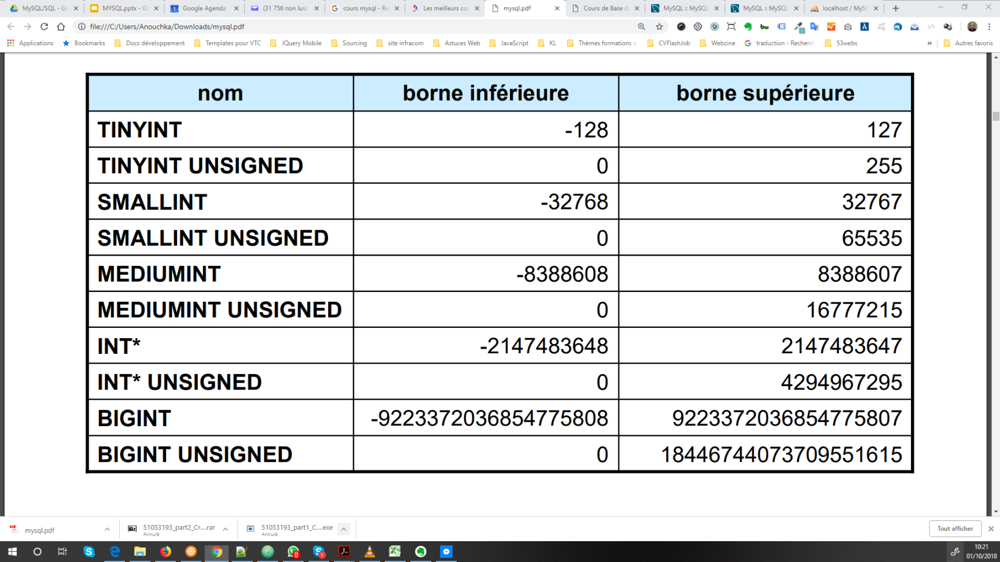 MySQL/SQL - Go
MYSQL.pptx - Go
Google Agenda -
(31 756 non lus)
cours mysql - Re
Les meilleurs cou
mysql.pdf
Cours de Base d
MySQL :: MySQL
MySQL :: MySQL
localhost / MySQ
file:///C:/Users/Anouchka/Downloads/mysql.pdf
Applications
Bookmarks
Docs développement
Templates pour VTC
JQuery Mobile
Sourcing
site infracom
Astuces Web
JavaScript
KL
Thèmes formations e
CVFlashJob
Webzine
traduction - Recherch
53webs
»
Autres favoris
nom borne inférieure borne supérieure
TINYINT -128 127
TINYINT UNSIGNED 0 255
SMALLINT -32768 32767
SMALLINT UNSIGNED 0 65535
MEDIUMINT -8388608 8388607
MEDIUMINT UNSIGNED 0 16777215
INT* -2147483648 2147483647
INT* UNSIGNED 0 4294967295
BIGINT -9223372036854775808 9223372036854775807
BIGINT UNSIGNED 0 18446744073709551615
mysql.pdf
51053193_part2_Cr....rar
Annulé
51053193_part1_C....exe
Annulé
Tout afficher
10:21
01/10/2018